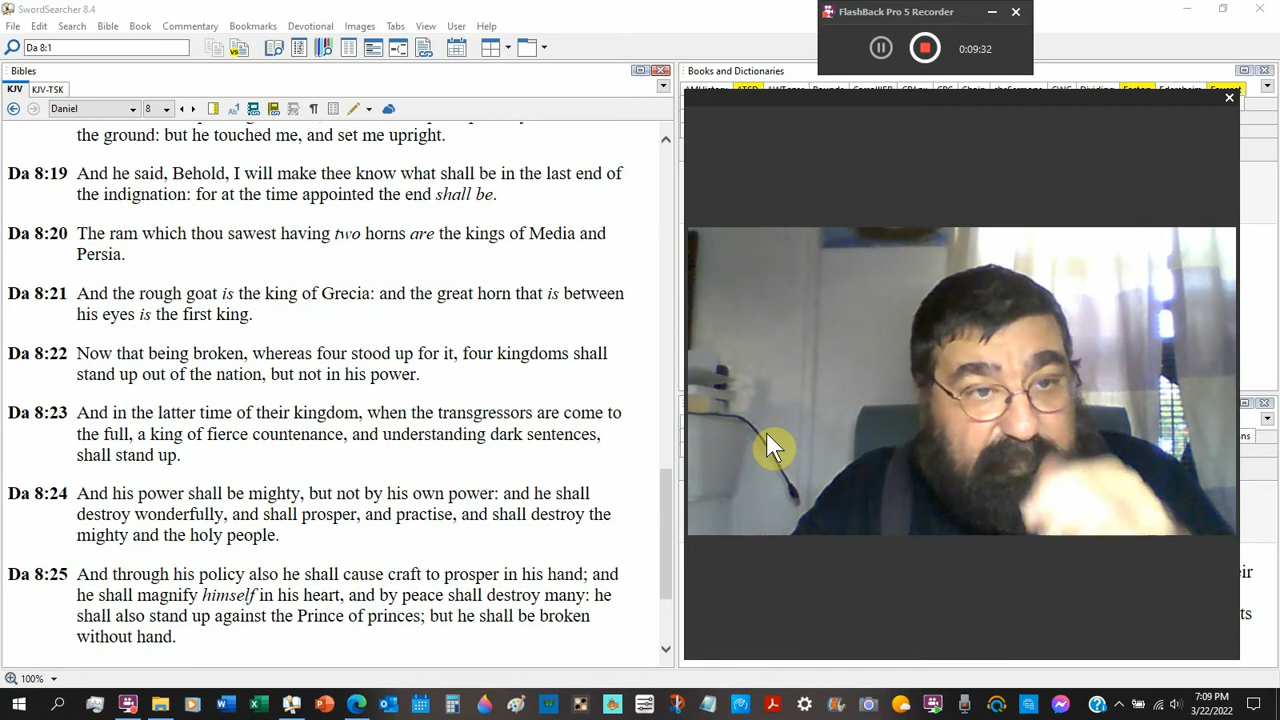 SwordSearcher 8.4
File Edit Search Bible Book Commentary Bookmarks Devotional Images Tabs View User Help
Da 8:1
FlashBack Pro 5 Recorder
0:09:32
Bibles
KJV KJV-TSK
Daniel 8
the ground: but he touched me, and set me upright.
Da 8:19 And he said, Behold, I will make thee know what shall be in the last end of
the indignation: for at the time appointed the end shall be.
Da 8:20 The ram which thou sawest having two horns are the kings of Media and
Persia.
Da 8:21 And the rough goat is the king of Grecia: and the great horn that is between
his eyes is the first king.
Da 8:22 Now that being broken, whereas four stood up for it, four kingdoms shall
stand up out of the nation, but not in his power.
Da 8:23 And in the latter time of their kingdom, when the transgressors are come to
the full, a king of fierce countenance, and understanding dark sentences,
shall stand up.
Da 8:24 And his power shall be mighty, but not by his own power: and he shall
destroy wonderfully, and shall prosper, and practise, and shall destroy the
mighty and the holy people.
Da 8:25 And through his policy also he shall cause craft to prosper in his hand; and
he shall magnify himself in his heart, and by peace shall destroy many: he
shall also stand up against the Prince of princes; but he shall be broken
without hand.
100%
Books and Dictionaries
7:09 PM
3/22/2022